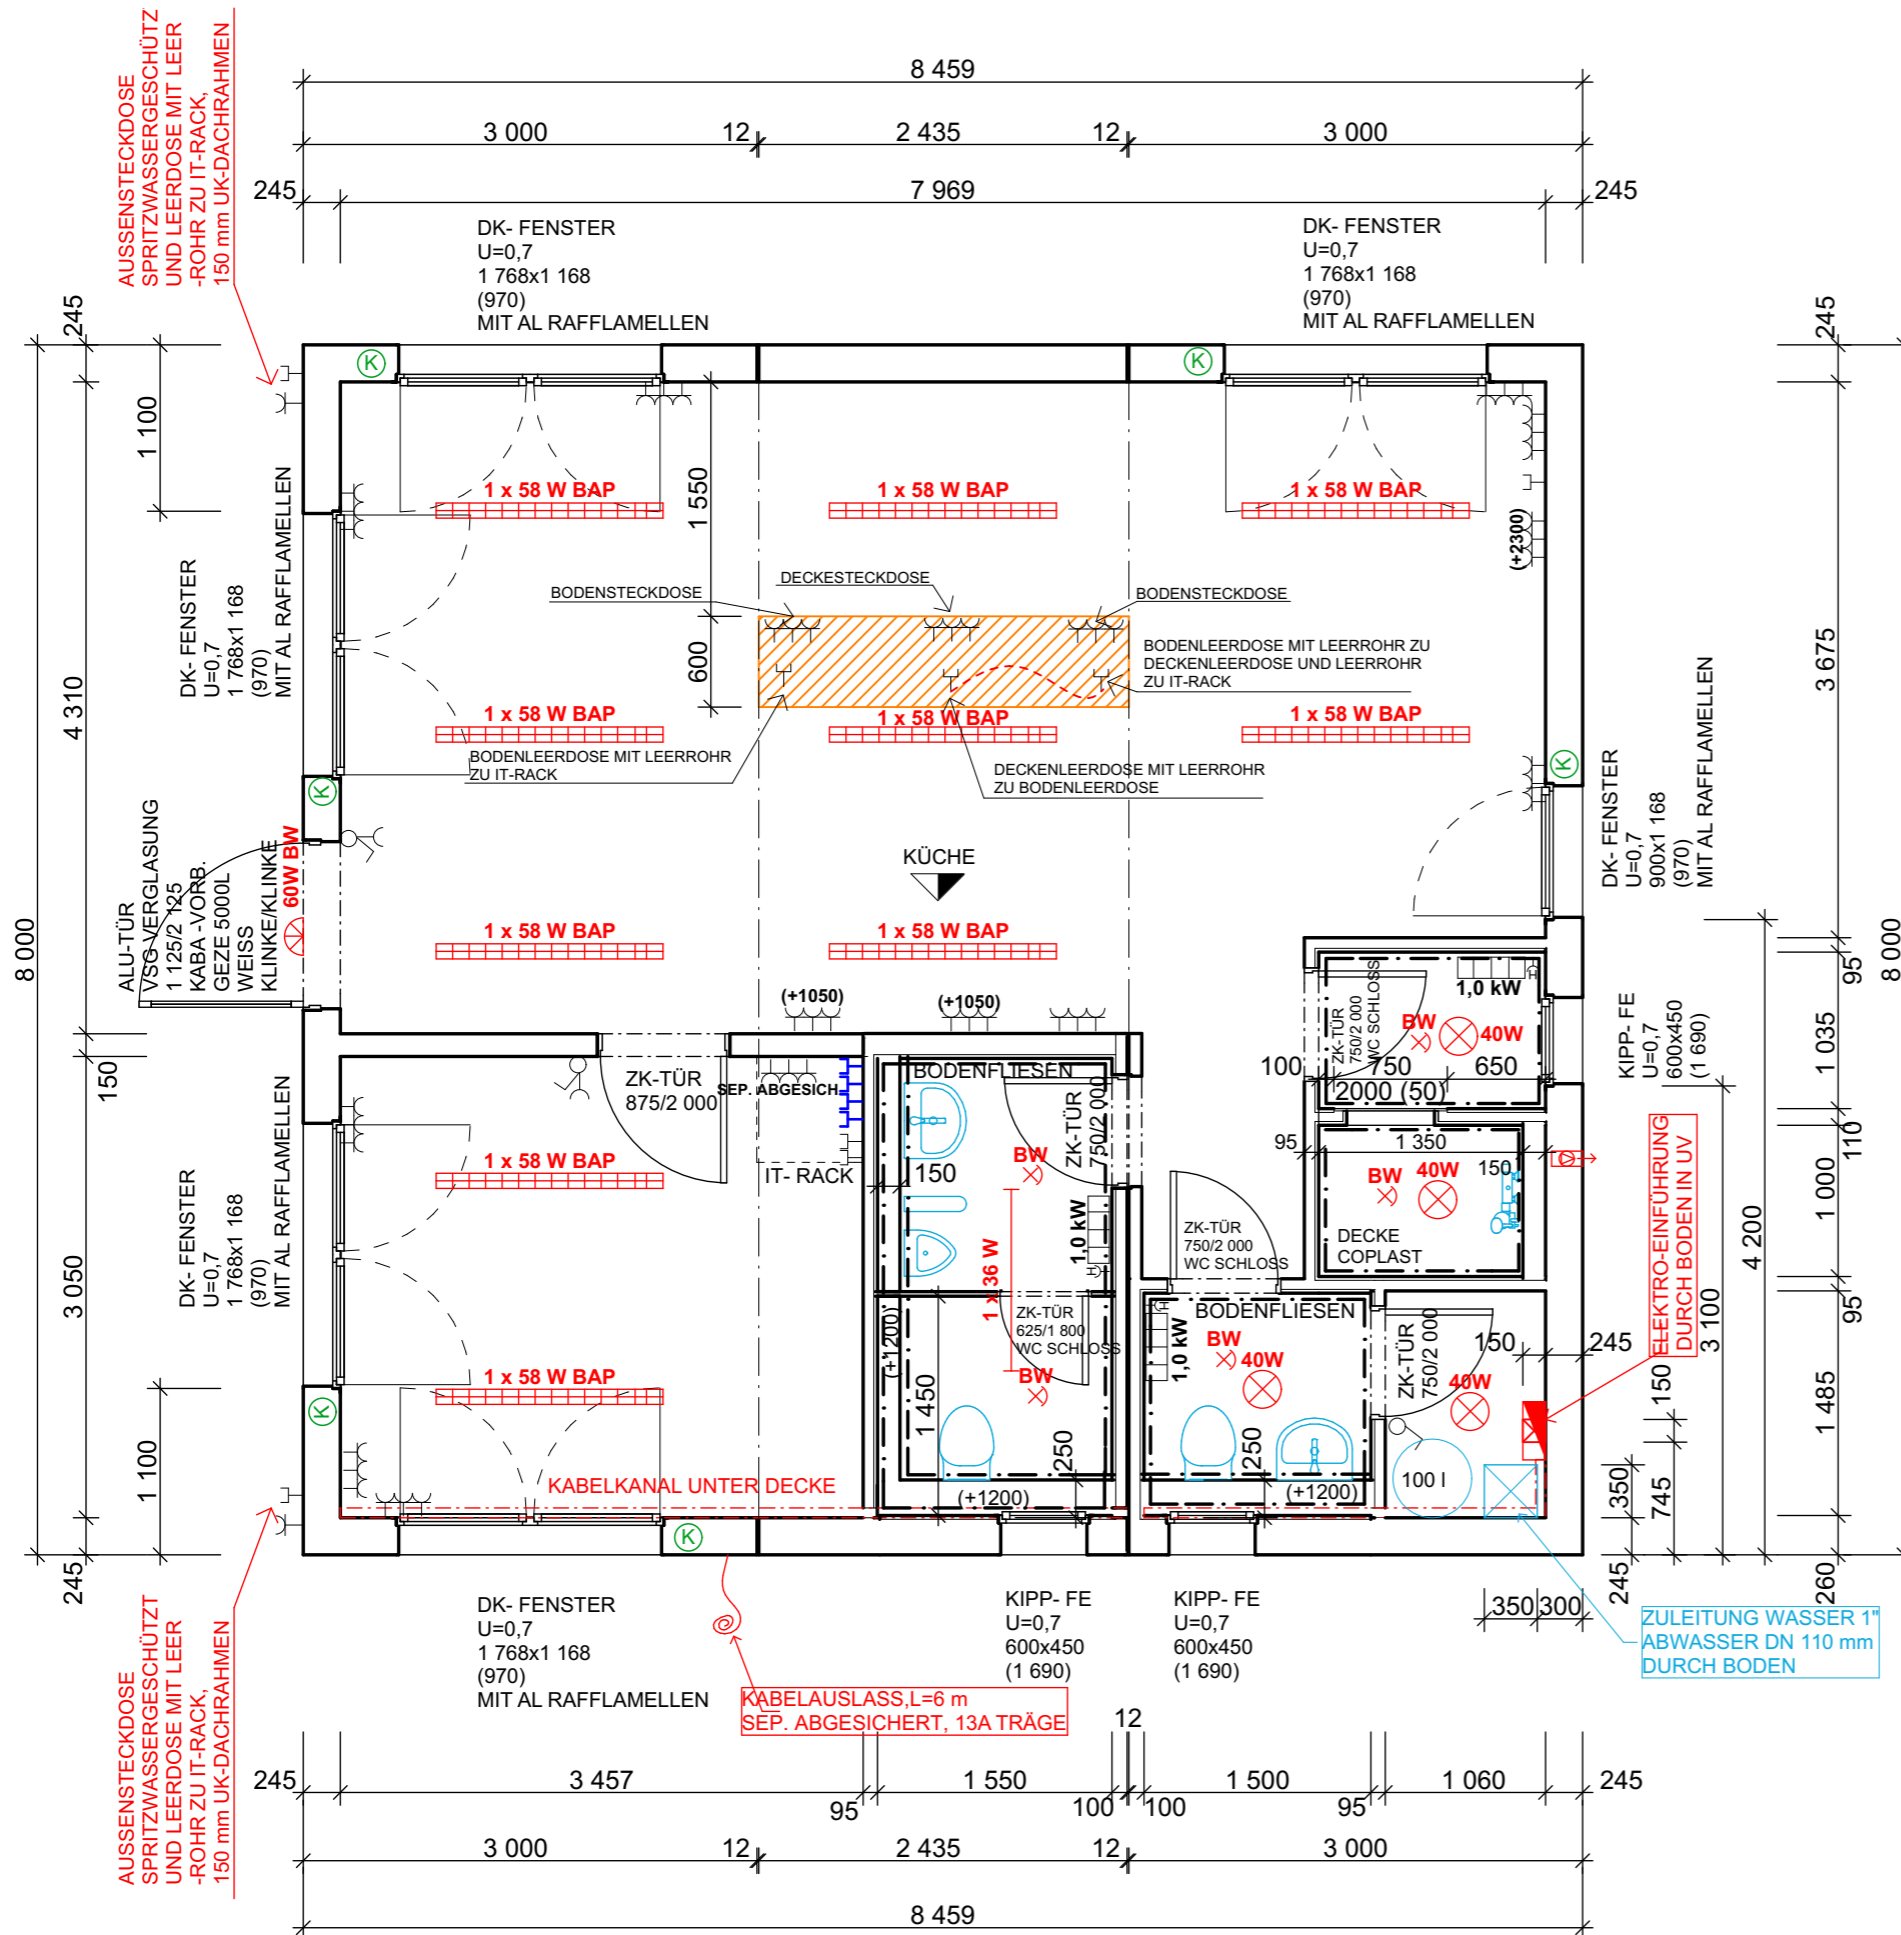 AUSSENSTECKDOSE
SPRITZWASSERGESCHÜTZ
UND LEERDOSE MIT LEER
-ROHR ZU IT-RACK,
150 mm UK-DACHRAHMEN
8 459
3 000
12
2 435
12
3 000
245
7 969
245
DK- FENSTER
U=0,7
1 768x1 168
(970)
MIT AL RAFFLAMELLEN
DK- FENSTER
U=0,7
1 768x1 168
(970)
MIT AL RAFFLAMELLEN
245
1 100
4 310
8 000
150
3 050
1 100
245
K
K
245
3 675
95
8 000
1 035
110
1 000
95
1 485
260
1 x 58 W BAP
1 x 58 W BAP
1 x 58 W BAP
1 550
(+2300)
DK- FENSTER
U=0,7
1 768x1 168
(970)
MIT AL RAFFLAMELLEN
BODENSTECKDOSE
DECKESTECKDOSE
BODENSTECKDOSE
600
BODENLEERDOSE MIT LEERROHR ZU
DECKENLEERDOSE UND LEERROHR
ZU IT-RACK
1 x 58 W BAP
1 x 58 W BAP
1 x 58 W BAP
BODENLEERDOSE MIT LEERROHR
ZU IT-RACK
DECKENLEERDOSE MIT LEERROHR
ZU BODENLEERDOSE
K
K
DK- FENSTER
U=0,7
900x1 168
(970)
MIT AL RAFFLAMELLEN
ALU-TÜR
VSG-VERGLASUNG
1 125/2 125
KABA -VORB.
GEZE 5000L
WEISS
KLINKE/KLINKE
60W BW
KÜCHE
1 x 58 W BAP
1 x 58 W BAP
(+1050)
(+1050)
ZK-TÜR
750/2 000
WC SCHLOSS
1,0 kW
BW
40W
100
750
650
2000 (50)
KIPP- FE
U=0,7
600x450
(1 690)
4 200
3 100
ZK-TÜR
875/2 000
SEP. ABGESICH.
IT- RACK
BODENFLIESEN
ZK-TÜR
750/2 000
150
BW
1,0 kW
1 x 36 W
95
1 350
150
BW
40W
DECKE
COPLAST
ELEKTRO-EINFÜHRUNG
DURCH BODEN IN UV
DK- FENSTER
U=0,7
1 768x1 168
(970)
MIT AL RAFFLAMELLEN
1 x 58 W BAP
1 x 58 W BAP
ZK-TÜR
750/2 000
WC SCHLOSS
(+1200)
ZK-TÜR
625/1 800
WC SCHLOSS
BW
1 450
250
(+1200)
BODENFLIESEN
1,0 kW
BW
40W
250
(+1200)
ZK-TÜR
750/2 000
150
245
40W
100 l
150
350
745
245
K
KABELKANAL UNTER DECKE
K
AUSSENSTECKDOSE
SPRITZWASSERGESCHÜTZT
UND LEERDOSE MIT LEER
-ROHR ZU IT-RACK,
150 mm UK-DACHRAHMEN
DK- FENSTER
U=0,7
1 768x1 168
(970)
MIT AL RAFFLAMELLEN
KIPP- FE
U=0,7
600x450
(1 690)
KIPP- FE
U=0,7
600x450
(1 690)
350
300
ZULEITUNG WASSER 1"
ABWASSER DN 110 mm
DURCH BODEN
KABELAUSLASS,L=6 m
SEP. ABGESICHERT, 13A TRÄGE
12
245
3 457
95
1 550
100
100
1 500
95
1 060
245
3 000
12
2 435
12
3 000
8 459